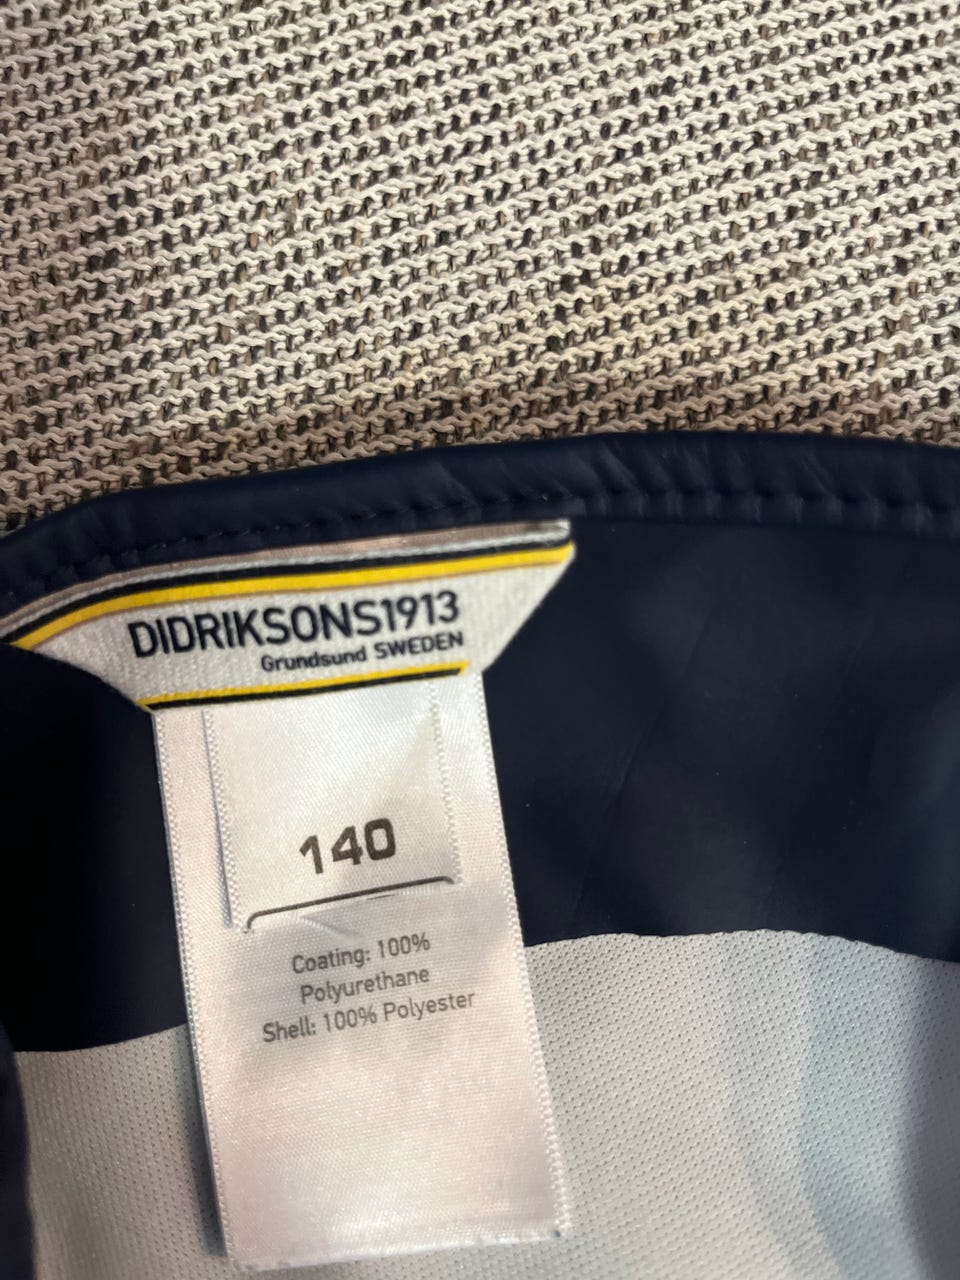 DIDRIKSONS1913
Grundsund SWEDEN
140
Coating: 100%
Polyurethane
Shell: 100% Polyester